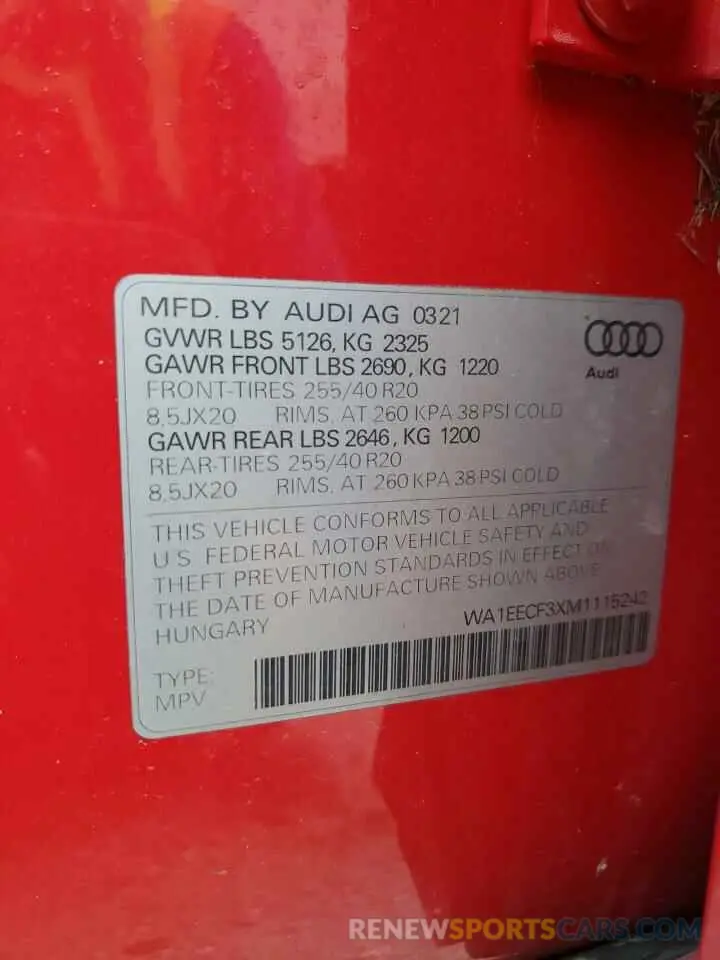 MFD. BY AUDI AG 0321
GVWR LBS 5126, KG 2325
GAWR FRONT LBS 2690, KG 1220
FRONT-TIRES 255/40 R20
8,5JX20 RIMS, AT 260 KPA 38 PSI COLD
GAWR REAR LBS 2646, KG 1200
REAR-TIRES 255/40 R20
8,5JX20 RIMS, AT 260 KPA 38 PSI COLD
Audi
THIS VEHICLE CONFORMS TO ALL APPLICABLE
U S FEDERAL MOTOR VEHICLE SAFETY AND
THEFT PREVENTION STANDARDS IN EFFECT ON
THE DATE OF MANUFACTURE SHOWN ABOVE
HUNGARY
WA1EECF3XM1115242
TYPE:
MPV
RENEWSPORTSCARS.COM